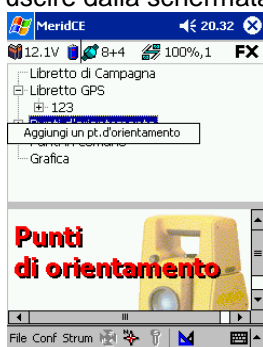 uscire dalla schermata
MeridCE 20.32
12.1V 8+4 100%,1 FX
Libretto di Campagna
Libretto GPS
123
Aggiungi un pt.d'orientamento
Grafica
Punti
di orientamento
File Conf Strum